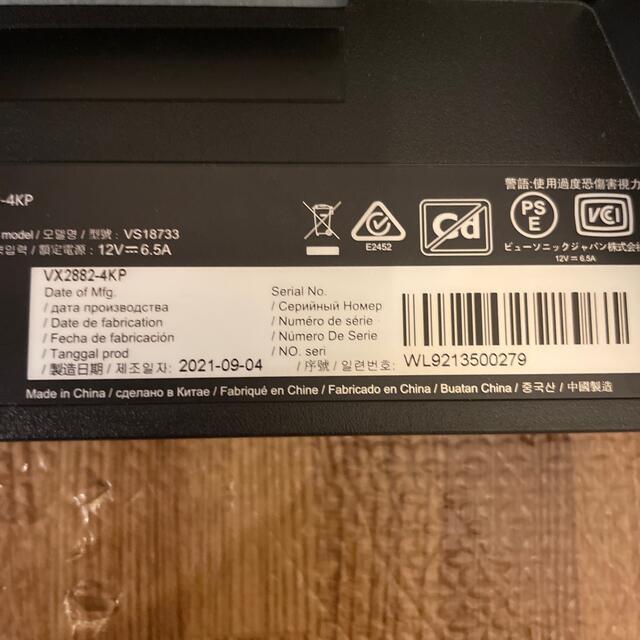 -4KP
警語:使用過度恐傷害視力
model / 모델명 / 型號 : VS18733
入力 / 額定電源 : 12V⎓6.5A
E2452
Cd
PS
E
VCCI
ビューソニックジャパン株式会社
12V⎓6.5A
VX2882-4KP
Date of Mfg.
/ дата производства
/ Date de fabrication
/ Fecha de fabricación
/ Tanggal prod
/ 製造日期 / 제조일자: 2021-09-04
Serial No.
/ Серийный Номер
/ Numéro de série
/ Número De Serie
/ NO. seri
/ 序號 / 일련번호: WL9213500279
Made in China / сделано в Китае / Fabriqué en Chine / Fabricado en China / Buatan China / 중국산 / 中國製造